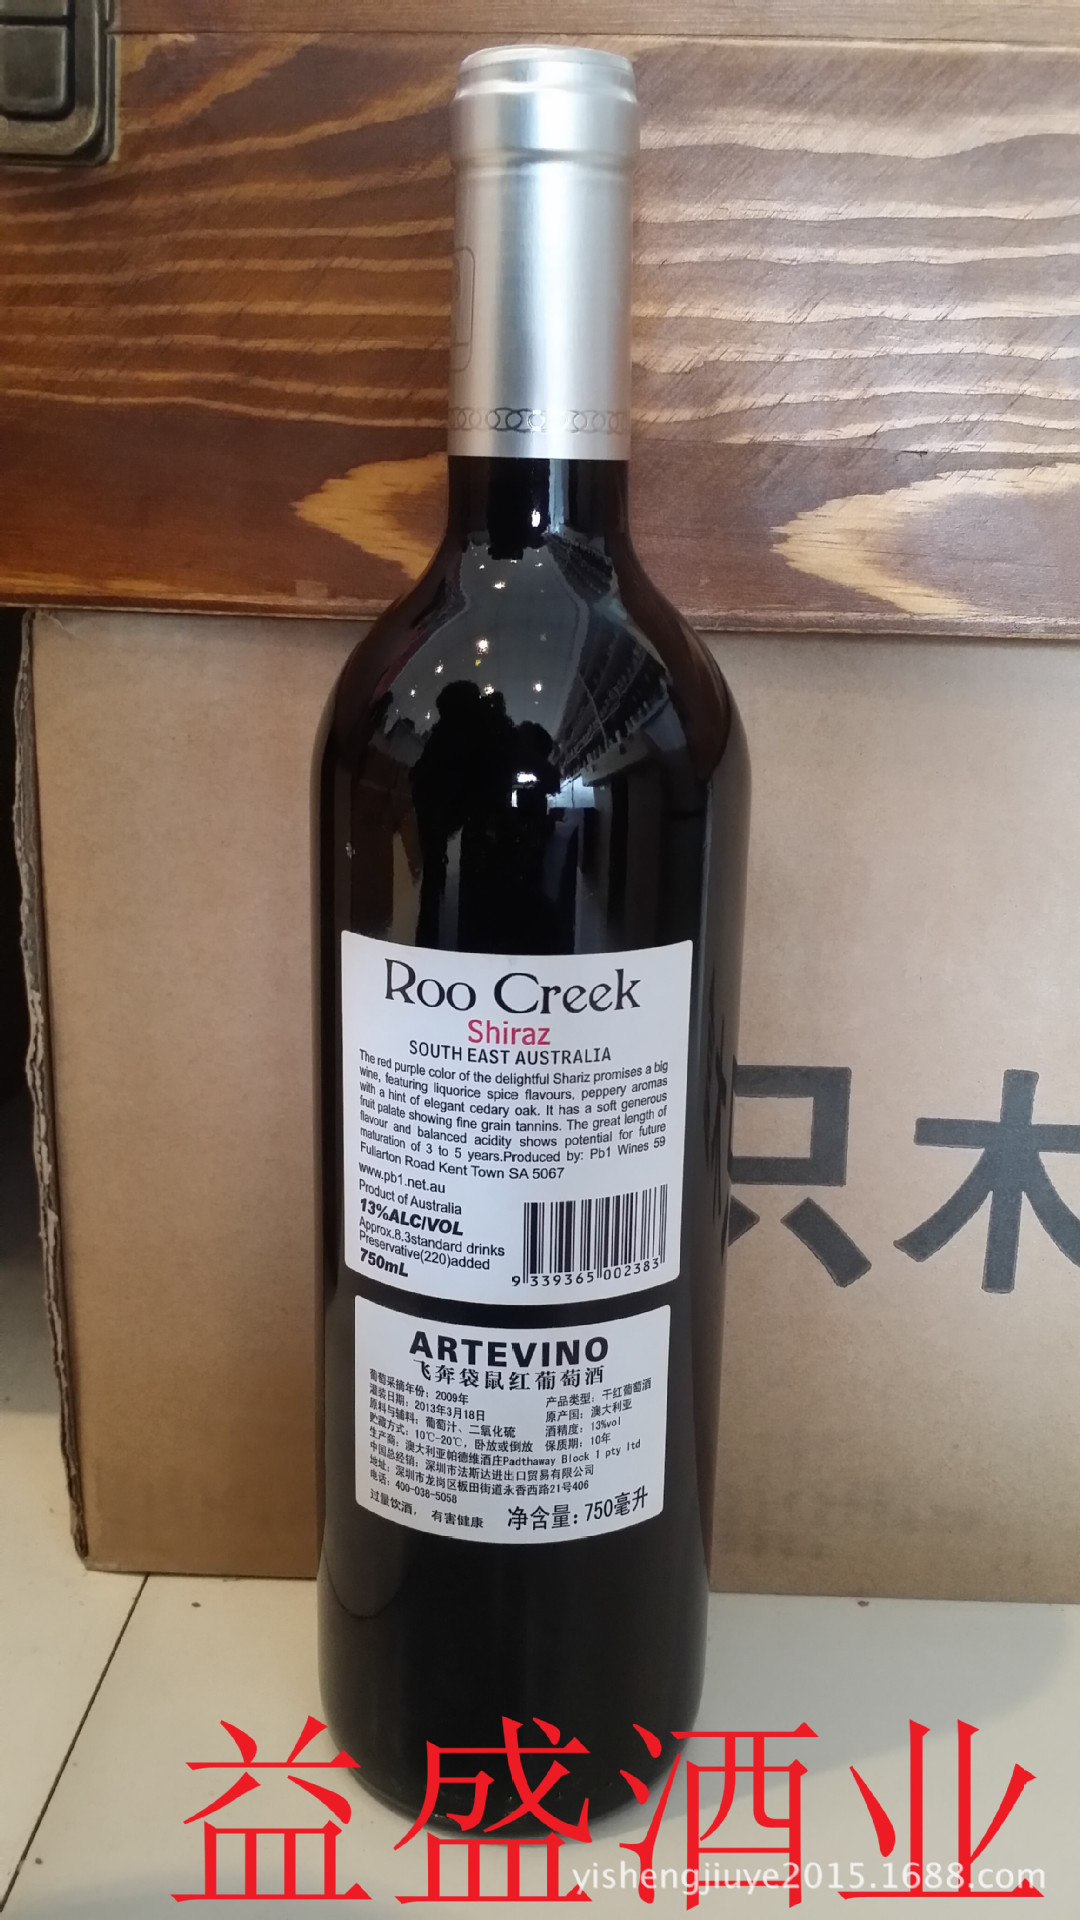 Roo Creek
Shiraz
SOUTH EAST AUSTRALIA
The red purple color of the delightful Shariz promises a big
wine, featuring liquorice spice flavours, peppery aromas
with a hint of elegant cedary oak. It has a soft generous
fruit palate showing fine grain tannins. The great length of
flavour and balanced acidity shows potential for future
maturation of 3 to 5 years.Produced by: Pb1 Wines 59
Fullarton Road Kent Town SA 5067
www.pb1.net.au
Product of Australia
13%ALC/VOL
Approx.8.3standard drinks
Preservative(220)added
750mL
9 339365 002383
ARTEVINO
飞奔袋鼠红葡萄酒
葡萄采摘年份：2009年 产品类型：干红葡萄酒
灌装日期：2013年3月18日 原产国：澳大利亚
原料与辅料：葡萄汁、二氧化硫 酒精度：13%vol
贮藏方式：10℃-20℃，卧放或倒放 保质期：10年
生产商：澳大利亚帕德维酒庄Padthaway Block 1 pty ltd
中国总经销：深圳市法斯达进出口贸易有限公司
地址：深圳市龙岗区板田街道永香西路21号406
电话：400-038-5058
过量饮酒，有害健康 净含量：750毫升
积木
益盛酒业
yishengjiuye2015.1688.com